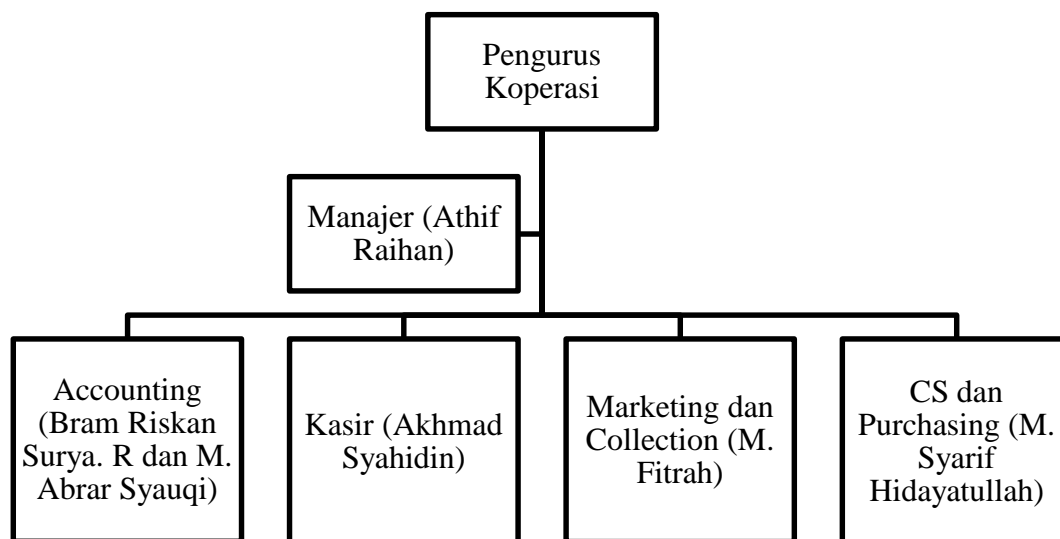 Pengurus
Koperasi
Manajer (Athif
Raihan)
Accounting
(Bram Riskan
Surya. R dan M.
Abrar Syauqi)
Kasir (Akhmad
Syahidin)
Marketing dan
Collection (M.
Fitrah)
CS dan
Purchasing (M.
Syarif
Hidayatullah)